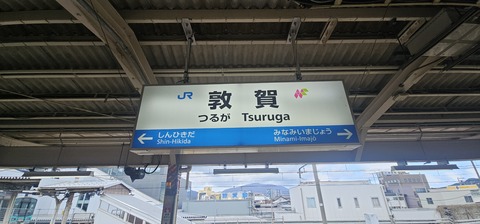 JR 敦賀
つるが Tsuruga
← しんひきだ みなみいまじょう →
Shin-Hikida Minami-Imajō